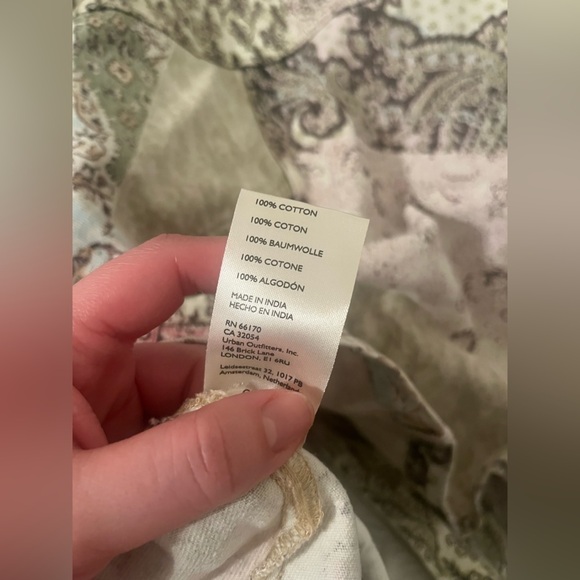 100% COTTON
100% COTON
100% BAUMWOLLE
100% COTONE
100% ALGODÓN
MADE IN INDIA
HECHO EN INDIA
RN 66170
CA 32054
Urban Outfitters, Inc.
146 Brick Lane
LONDON, E1 6RU
Leidsestraat 32, 1017 PB
Amsterdam,